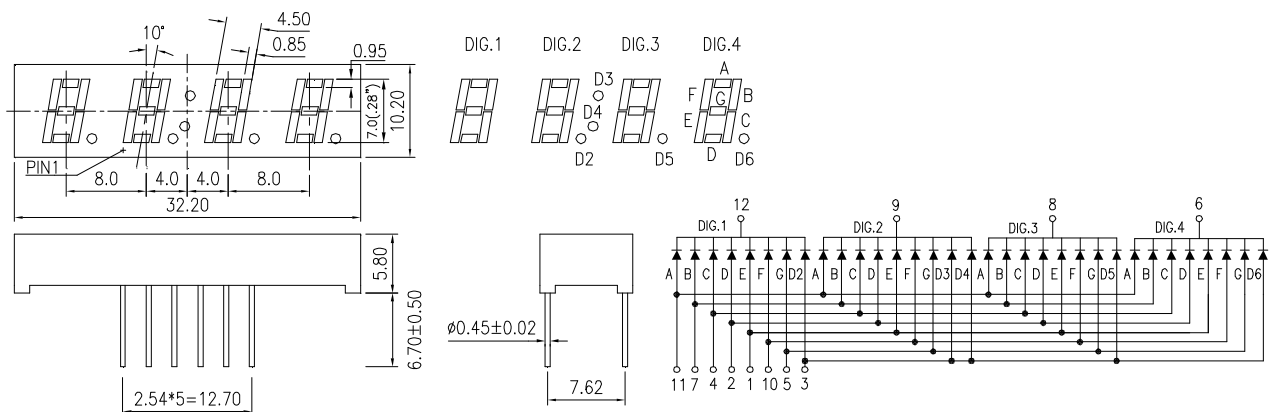 10°
4.50
0.85
0.95
7.0(.28")
10.20
PIN1
8.0 4.0 4.0 8.0
32.20
DIG.1 DIG.2 DIG.3 DIG.4
D3
D4
D2
D5
A
F B
G
E C
D
D6
5.80
6.70±0.50
2.54*5=12.70
Ø0.45±0.02
7.62
12 9 8 6
DIG.1 DIG.2 DIG.3 DIG.4
A B C D E F G D2 A B C D E F G D3 D4 A B C D E F G D5 A B C D E F G D6
11 7 4 2 1 10 5 3